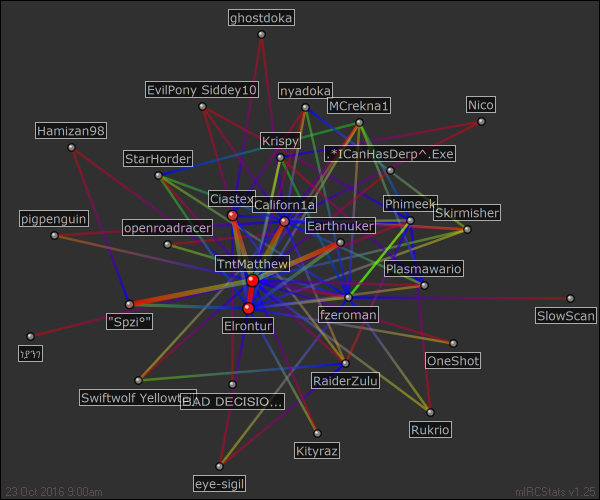 ghostdoka
EvilPony Siddey10
nyadoka
MCrekna1
Nico
Hamizan98
Krispy
.*ICanHasDerp^.Exe
StarHorder
Ciastex
Californ1a
Phimeek
Skirmisher
pigpenguin
openroadracer
Earthnuker
TntMatthew
Plasmawario
"Spzi°"
Elrontur
fzeroman
SlowScan
OneShot
RaiderZulu
Swiftwolf Yellowt
BAD DECISIO...
Rukrio
Kityraz
eye-sigil
23 Oct 2016 9:00am
mIRCStats v1.25